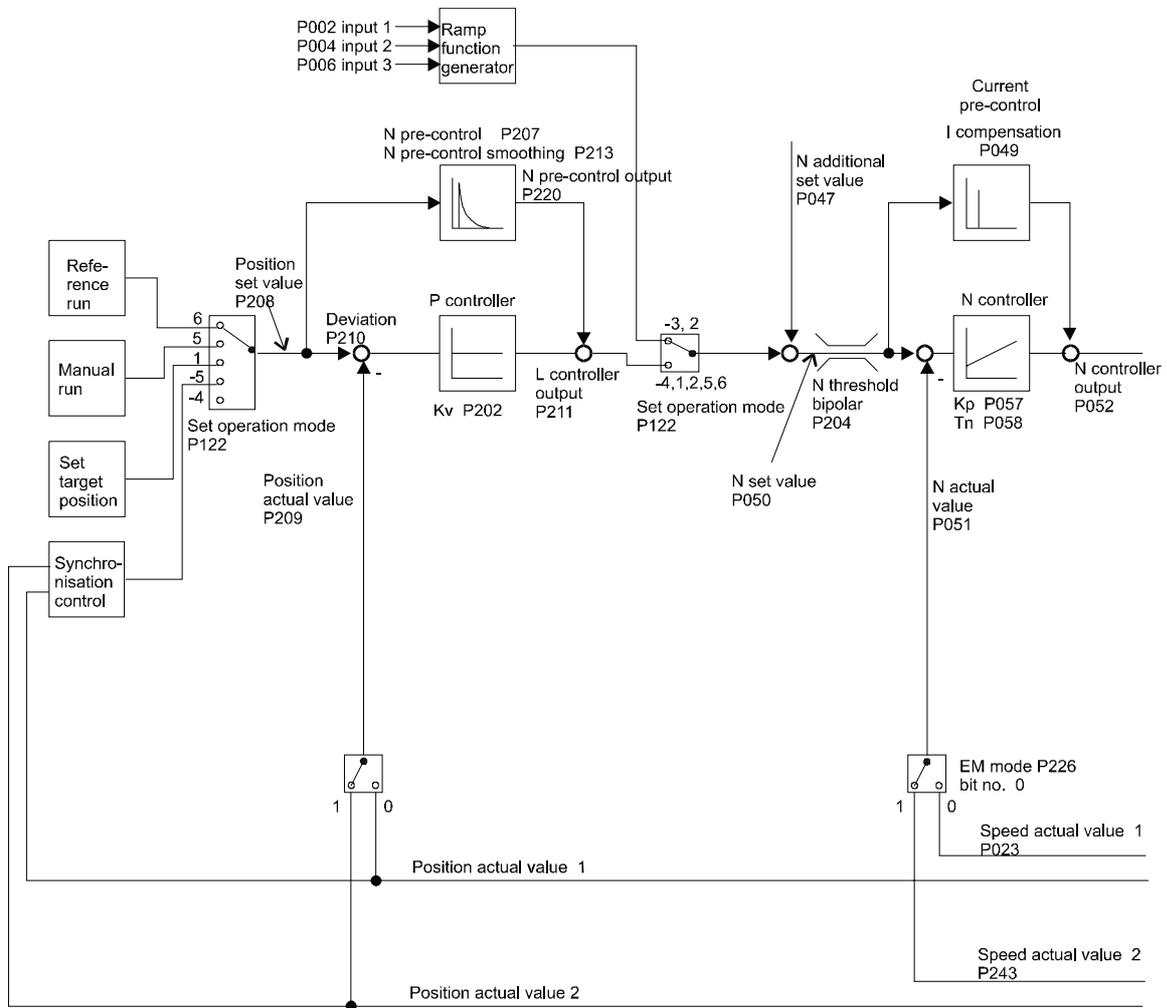 P002 input 1
P004 input 2
P006 input 3
Ramp
function
generator
Current
pre-control
I compensation
P049
N pre-control P207
N pre-control smoothing P213
N pre-control output
P220
N additional
set value
P047
Refe-
rence
run
Position
set value
P208
Deviation
P210
P controller
Kv P202
L controller
output
P211
-3, 2
-4,1,2,5,6
Set operation mode
P122
N threshold
bipolar
P204
N controller
Kp P057
Tn P058
N controller
output
P052
6
5
1
-5
-4
Set operation mode
P122
Manual
run
Set
target
position
Synchro-
nisation
control
-
Position
actual value
P209
N set value
P050
-
N actual
value
P051
1
0
1
0
EM mode P226
bit no. 0
Speed actual value 1
P023
Position actual value 1
Speed actual value 2
P243
Position actual value 2